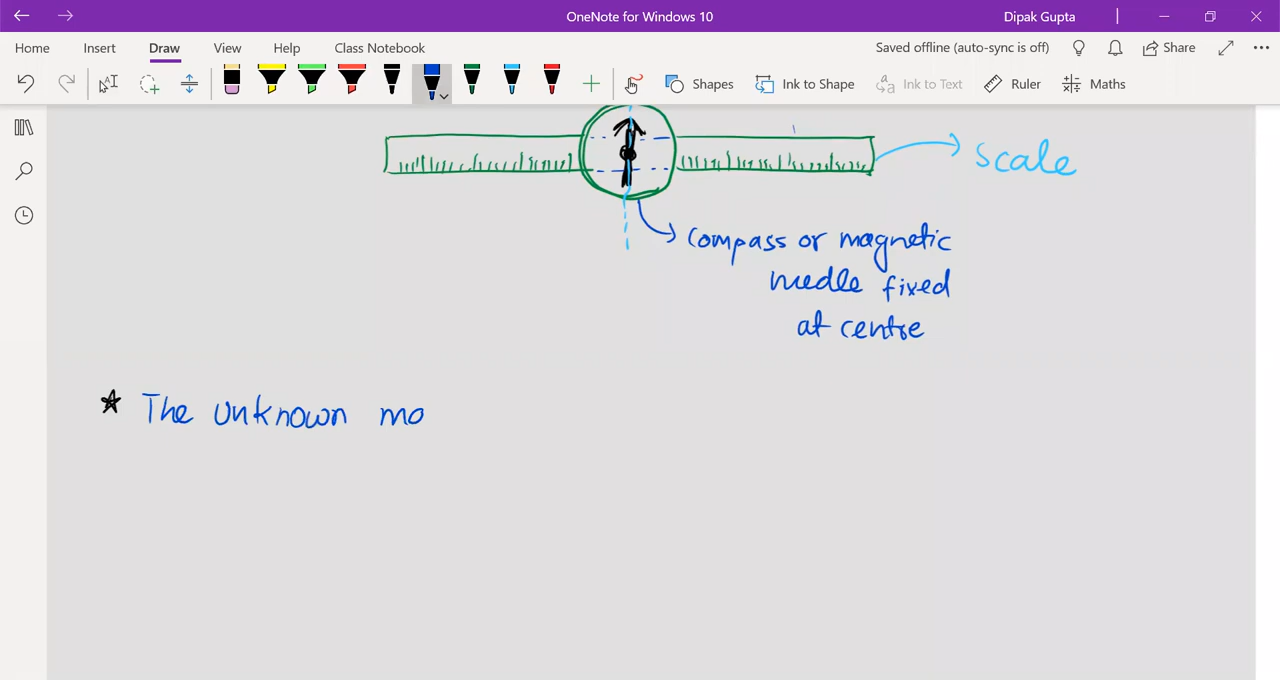 OneNote for Windows 10
Dipak Gupta
Home Insert Draw View Help Class Notebook
Saved offline (auto-sync is off) Share
Shapes Ink to Shape Ink to Text Ruler Maths
scale
compass or magnetic
needle fixed
at centre
The unknown mo